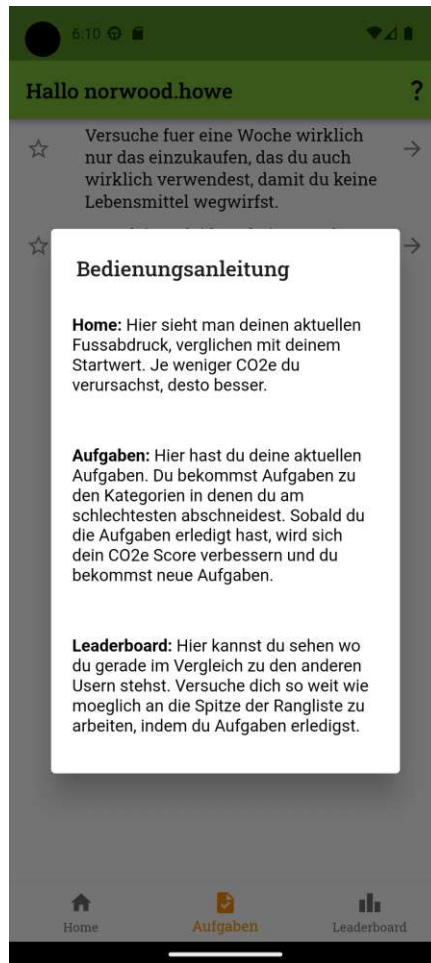 6:10
Hallo norwood.howe
?
Versuche fuer eine Woche wirklich
nur das einzukaufen, das du auch
wirklich verwendest, damit du keine
Lebensmittel wegwirfst.
Bedienungsanleitung
Home: Hier sieht man deinen aktuellen
Fussabdruck, verglichen mit deinem
Startwert. Je weniger CO2e du
verursachst, desto besser.
Aufgaben: Hier hast du deine aktuellen
Aufgaben. Du bekommst Aufgaben zu
den Kategorien in denen du am
schlechtesten abschneidest. Sobald du
die Aufgaben erledigt hast, wird sich
dein CO2e Score verbessern und du
bekommst neue Aufgaben.
Leaderboard: Hier kannst du sehen wo
du gerade im Vergleich zu den anderen
Usern stehst. Versuche dich so weit wie
moeglich an die Spitze der Rangliste zu
arbeiten, indem du Aufgaben erledigst.
Home
Aufgaben
Leaderboard